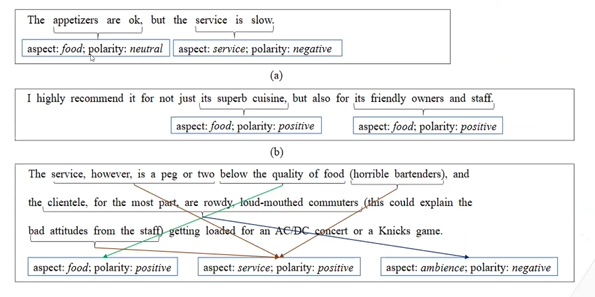 The appetizers are ok, but the service is slow.
aspect: food; polarity: neutral aspect: service; polarity: negative
(a)
I highly recommend it for not just its superb cuisine, but also for its friendly owners and staff.
aspect: food; polarity: positive aspect: food; polarity: positive
(b)
The service, however, is a peg or two below the quality of food (horrible bartenders), and
the clientele, for the most part, are rowdy, loud-mouthed commuters (this could explain the
bad attitudes from the staff) getting loaded for an AC/DC concert or a Knicks game.
aspect: food; polarity: positive aspect: service; polarity: positive aspect: ambience; polarity: negative